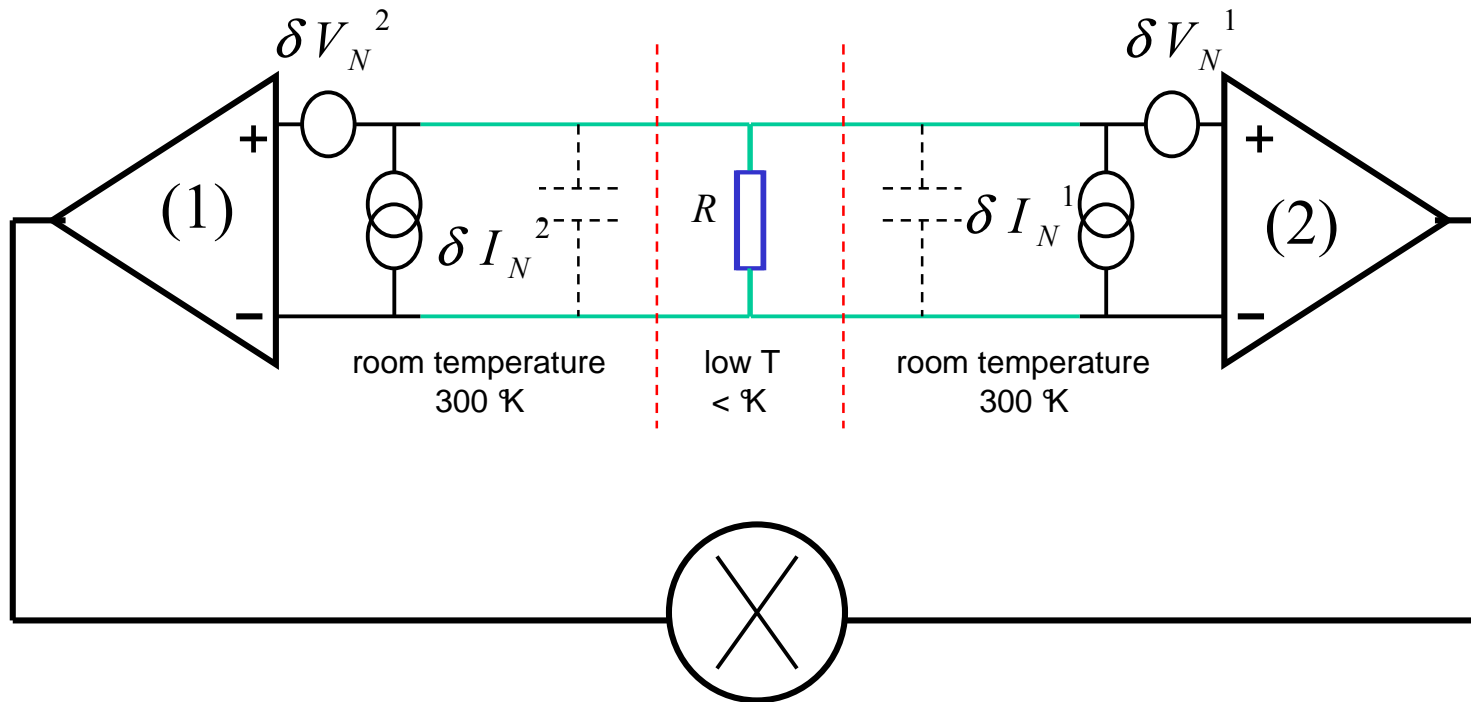 δV_N^2
δV_N^1
+
+
(1)
R
(2)
δI_N^2
δI_N^1
−
−
room temperature
300 °K
low T
< °K
room temperature
300 °K